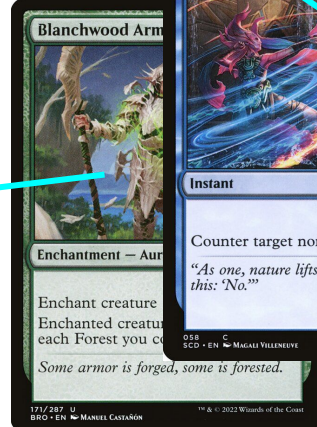 Blanchwood Arm
Enchantment — Aur
Enchant creature
Enchanted creatu
each Forest you c
Some armor is forged, some is forested.
171/287 U
BRO • EN Manuel Castañón
™ & © 2022 Wizards of the Coast
Instant
Counter target no
“As one, nature lifts
this: ‘No.’”
058 C
SCD • EN Magali Villeneuve